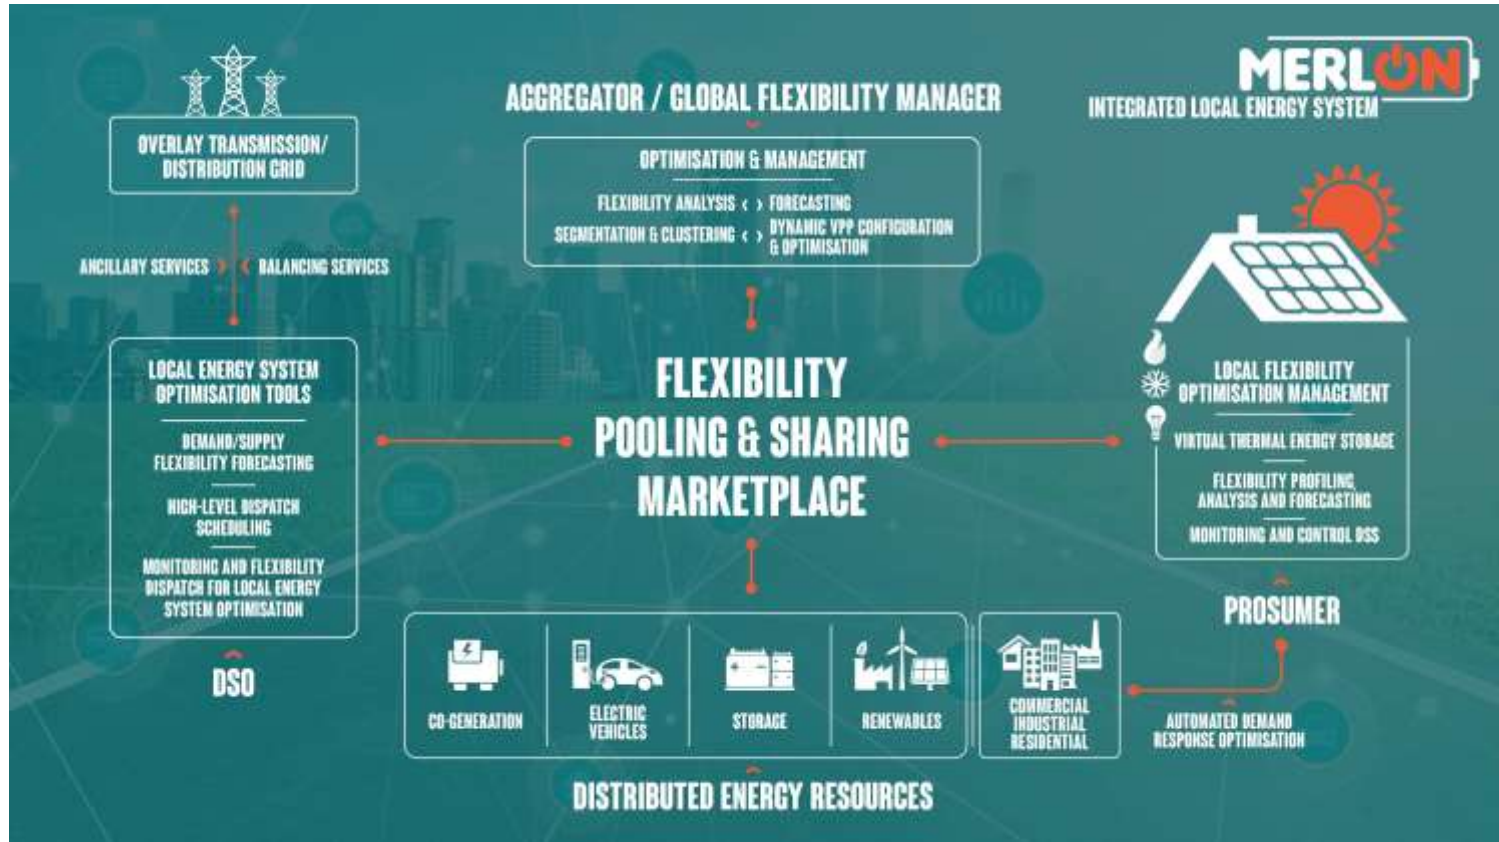 MERLON
INTEGRATED LOCAL ENERGY SYSTEM
OVERLAY TRANSMISSION/
DISTRIBUTION GRID
ANCILLARY SERVICES
BALANCING SERVICES
LOCAL ENERGY SYSTEM
OPTIMISATION TOOLS
DEMAND/SUPPLY
FLEXIBILITY FORECASTING
HIGH-LEVEL DISPATCH
SCHEDULING
MONITORING AND FLEXIBILITY
DISPATCH FOR LOCAL ENERGY
SYSTEM OPTIMISATION
DSO
AGGREGATOR / GLOBAL FLEXIBILITY MANAGER
OPTIMISATION & MANAGEMENT
FLEXIBILITY ANALYSIS ‹ › FORECASTING
SEGMENTATION & CLUSTERING ‹ › DYNAMIC VPP CONFIGURATION
& OPTIMISATION
FLEXIBILITY
POOLING & SHARING
MARKETPLACE
LOCAL FLEXIBILITY
OPTIMISATION MANAGEMENT
VIRTUAL THERMAL ENERGY STORAGE
FLEXIBILITY PROFILING,
ANALYSIS AND FORECASTING
MONITORING AND CONTROL DSS
PROSUMER
CO-GENERATION
ELECTRIC
VEHICLES
STORAGE
RENEWABLES
COMMERCIAL
INDUSTRIAL
RESIDENTIAL
AUTOMATED DEMAND
RESPONSE OPTIMISATION
DISTRIBUTED ENERGY RESOURCES